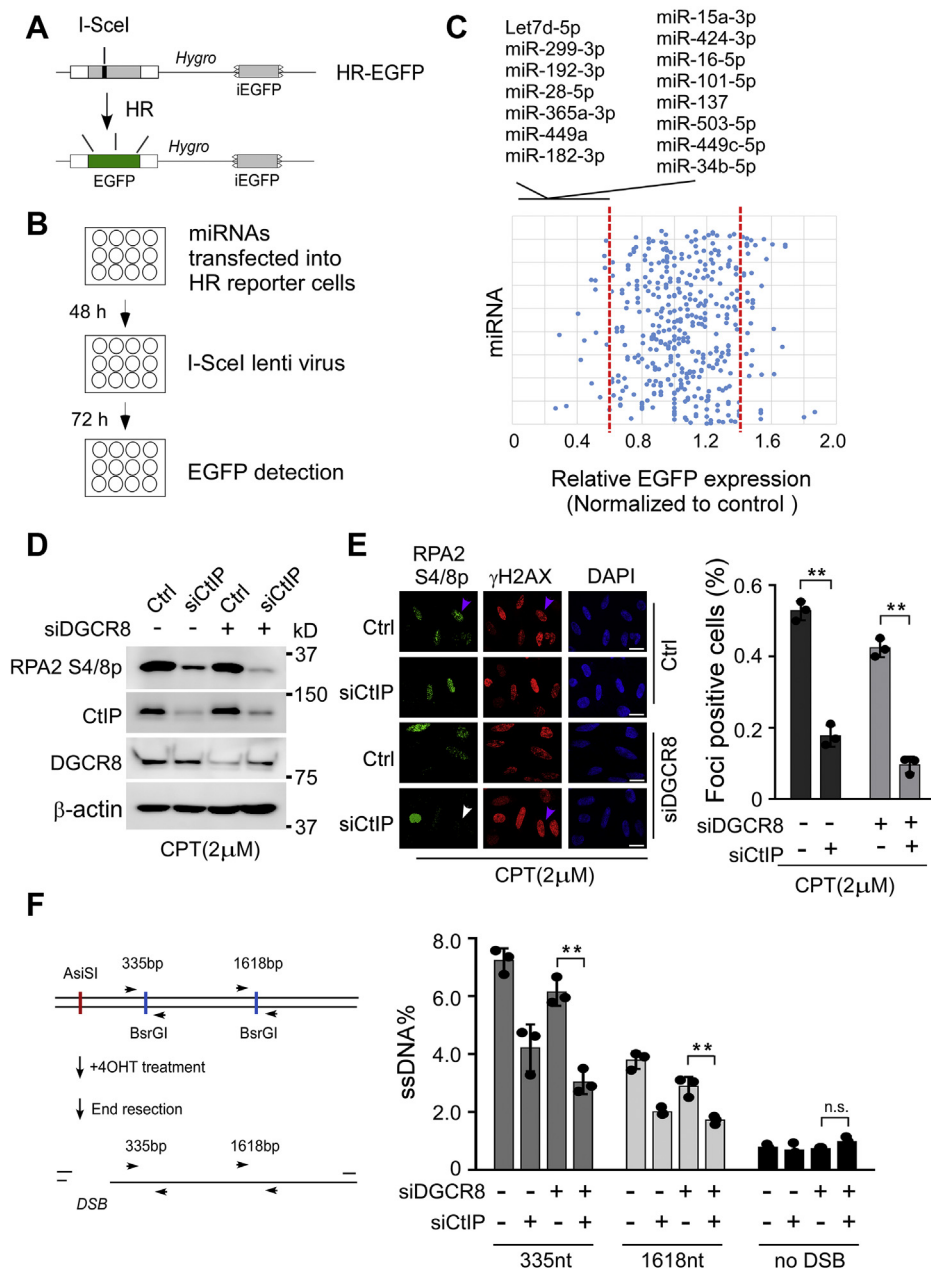 A
I-SceI
Hygro
iEGFP
HR-EGFP
HR
Hygro
EGFP
iEGFP
B
miRNAs
transfected into
HR reporter cells
48 h
I-SceI lenti virus
72 h
EGFP detection
C
Let7d-5p
miR-299-3p
miR-192-3p
miR-28-5p
miR-365a-3p
miR-449a
miR-182-3p
miR-15a-3p
miR-424-3p
miR-16-5p
miR-101-5p
miR-137
miR-503-5p
miR-449c-5p
miR-34b-5p
miRNA
0 0.4 0.8 1.2 1.6 2.0
Relative EGFP expression
(Normalized to control )
D
Ctrl siCtIP Ctrl siCtIP
siDGCR8 - - + + kD
RPA2 S4/8p
37
150
CtIP
DGCR8
75
β-actin
37
CPT(2μM)
E
RPA2
S4/8p γH2AX DAPI
Ctrl
siCtIP
Ctrl
siCtIP
Ctrl
siDGCR8
CPT(2μM)
Foci positive cells (%)
0.6
0.4
0.2
0
** **
siDGCR8 - - + +
siCtIP - + - +
CPT(2μM)
F
AsiSI
335bp 1618bp
BsrGI BsrGI
+4OHT treatment
End resection
335bp 1618bp
DSB
ssDNA%
8.0
6.0
4.0
2.0
0
** ** n.s.
siDGCR8 - - + + - - + + - - + +
siCtIP - + - + - + - + - + - +
335nt 1618nt no DSB